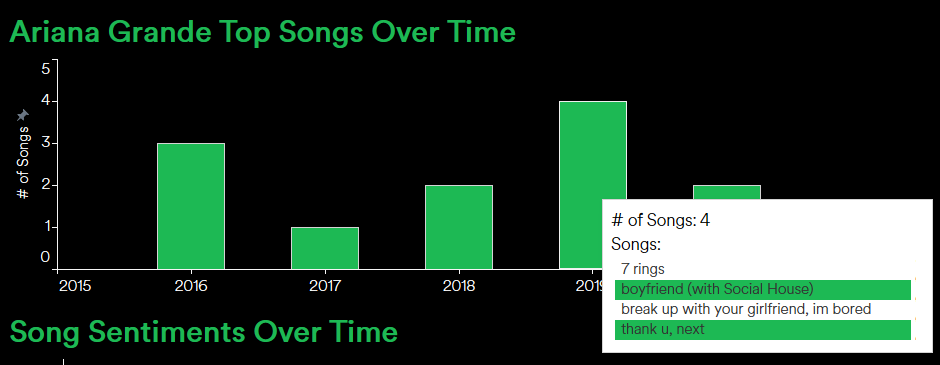 Ariana Grande Top Songs Over Time
5
4
3
2
1
0
# of Songs
2015 2016 2017 2018 2019
# of Songs: 4
Songs:
7 rings
boyfriend (with Social House)
break up with your girlfriend, im bored
thank u, next
Song Sentiments Over Time